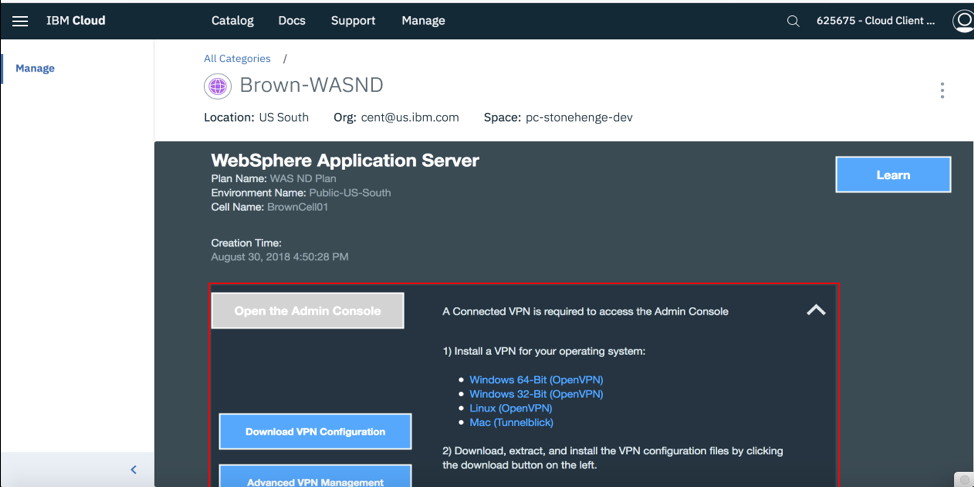 IBM Cloud Catalog Docs Support Manage 625675 - Cloud Client ...
Manage
All Categories /
Brown-WASND
Location: US South Org: cent@us.ibm.com Space: pc-stonehenge-dev
WebSphere Application Server
Learn
Plan Name: WAS ND Plan
Environment Name: Public-US-South
Cell Name: BrownCell01
Creation Time:
August 30, 2018 4:50:28 PM
Open the Admin Console
A Connected VPN is required to access the Admin Console
1) Install a VPN for your operating system:
• Windows 64-Bit (OpenVPN)
• Windows 32-Bit (OpenVPN)
• Linux (OpenVPN)
• Mac (Tunnelblick)
Download VPN Configuration
2) Download, extract, and install the VPN configuration files by clicking
the download button on the left.
Advanced VPN Management